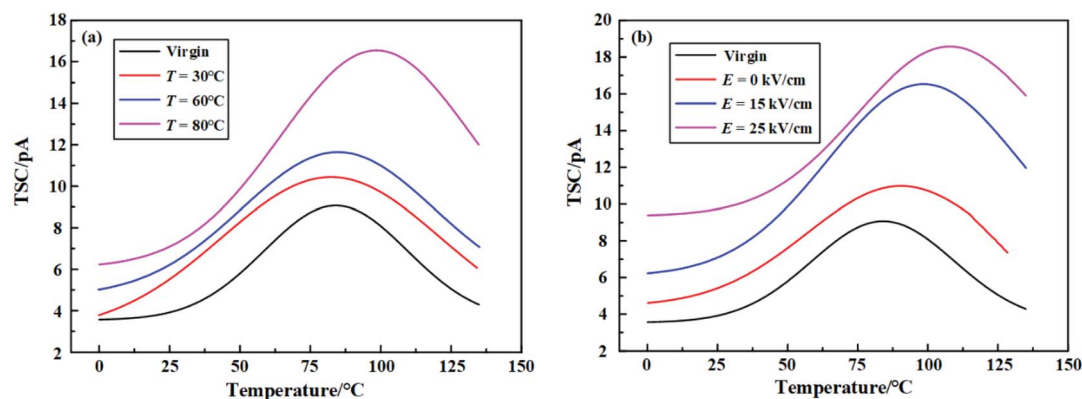 (a)
Virgin
T = 30°C
T = 60°C
T = 80°C
18
16
14
12
10
8
6
4
2
TSC/pA
0 25 50 75 100 125 150
Temperature/°C
(b)
Virgin
E = 0 kV/cm
E = 15 kV/cm
E = 25 kV/cm
20
18
16
14
12
10
8
6
4
2
TSC/pA
0 25 50 75 100 125 150
Temperature/°C